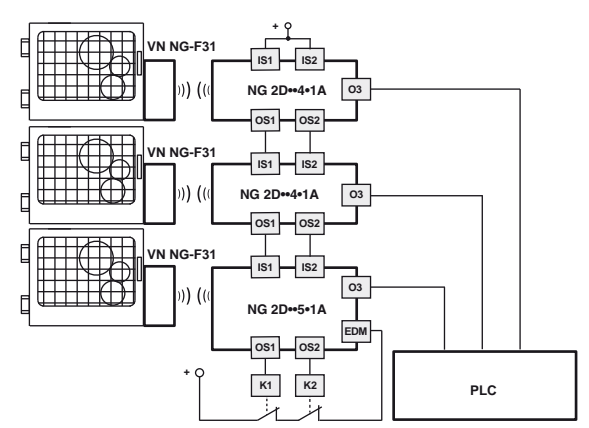 +
VN NG-F31
IS1 IS2
NG 2D••4•1A
O3
OS1 OS2
VN NG-F31
IS1 IS2
NG 2D••4•1A
O3
OS1 OS2
VN NG-F31
IS1 IS2
O3
NG 2D••5•1A
EDM
OS1 OS2
+
K1 K2
PLC